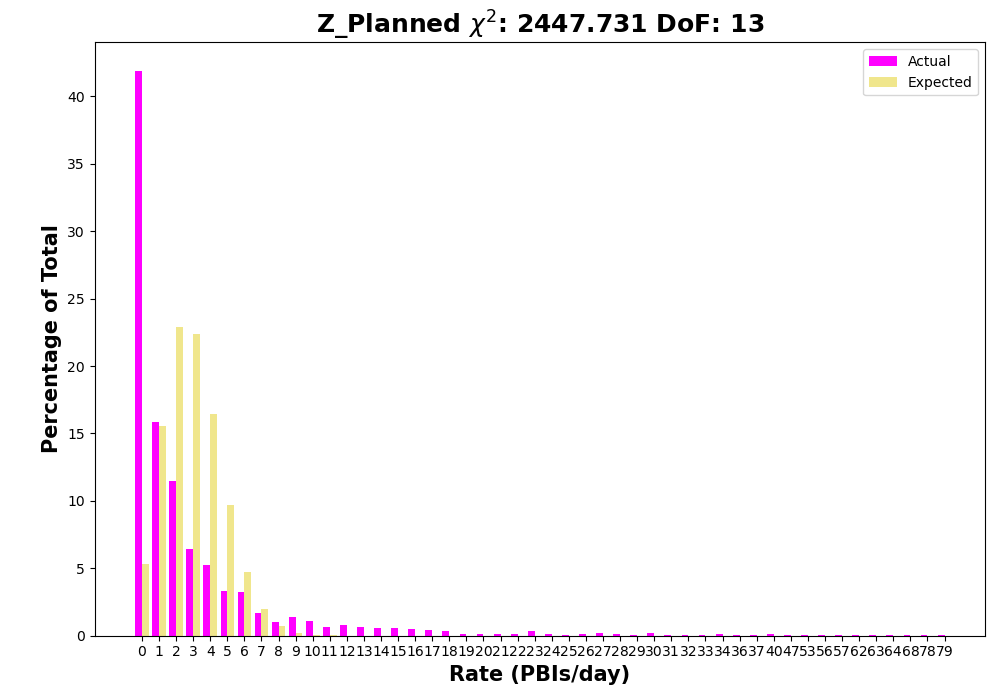 Z_Planned χ²: 2447.731 DoF: 13
Actual
Expected
Percentage of Total
40
35
30
25
20
15
10
5
0
0 1 2 3 4 5 6 7 8 9 10 11 12 13 14 15 16 17 18 19 20 21 22 23 24 25 26 27 28 29 30 31 32 33 34 36 37 40 47 53 56 57 62 63 64 68 78 79
Rate (PBIs/day)